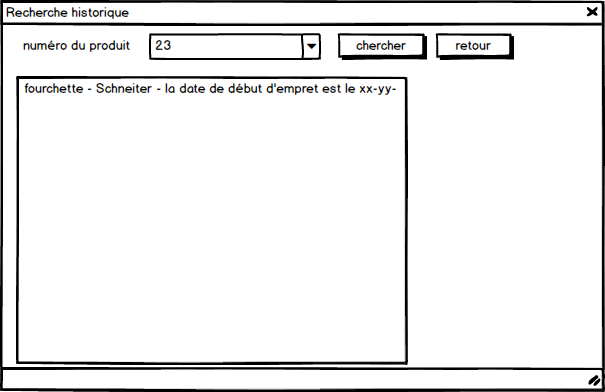 Recherche historique
numéro du produit 23 chercher retour
fourchette - Schneiter - la date de début d'empret est le xx-yy-